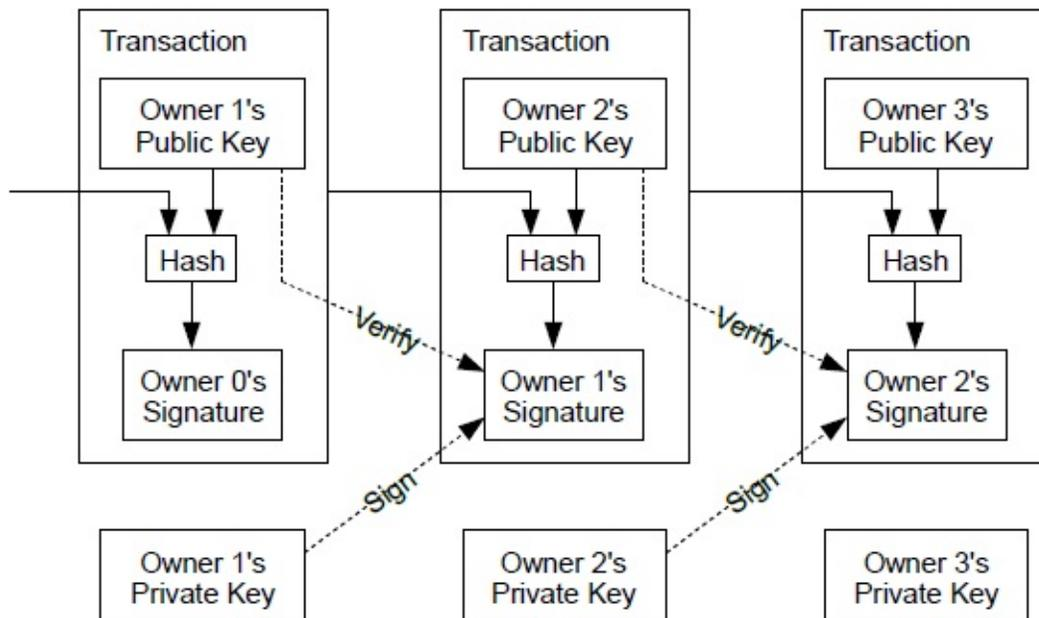 Transaction
Owner 1's
Public Key
Hash
Verify
Owner 0's
Signature
Sign
Owner 1's
Private Key
Transaction
Owner 2's
Public Key
Hash
Verify
Owner 1's
Signature
Sign
Owner 2's
Private Key
Transaction
Owner 3's
Public Key
Hash
Owner 2's
Signature
Owner 3's
Private Key